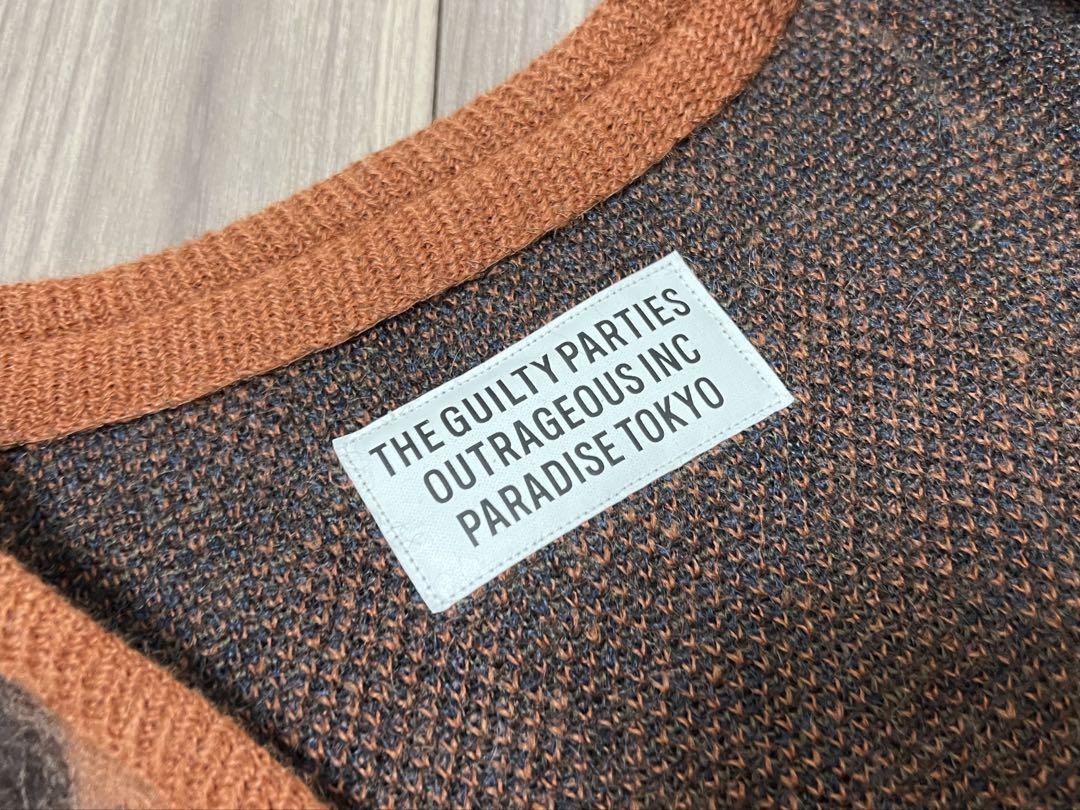 THE GUILTY PARTIES
OUTRAGEOUS INC
PARADISE TOKYO